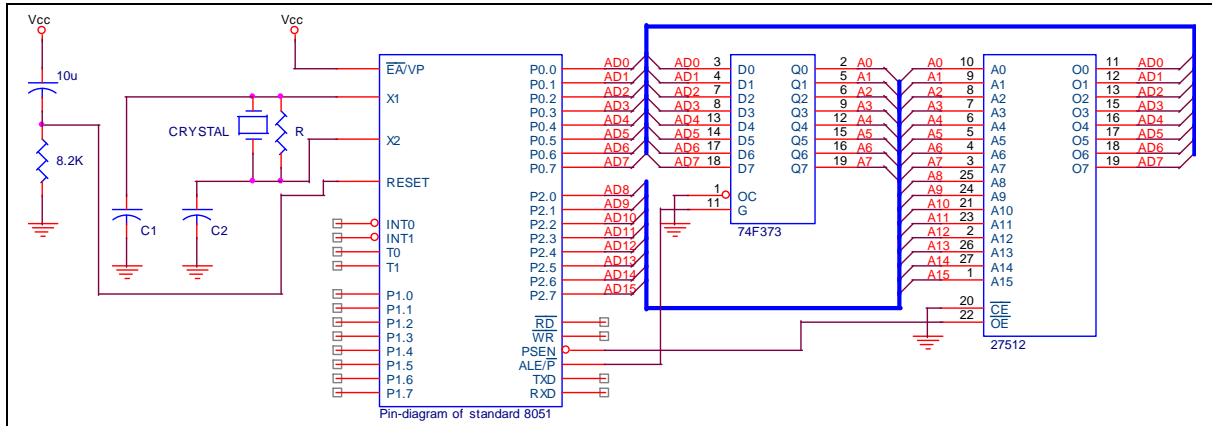 Vcc
10u
8.2K
C1
C2
CRYSTAL
R
Vcc
EA/VP
X1
X2
RESET
INT0
INT1
T0
T1
P1.0
P1.1
P1.2
P1.3
P1.4
P1.5
P1.6
P1.7
P0.0 AD0
P0.1 AD1
P0.2 AD2
P0.3 AD3
P0.4 AD4
P0.5 AD5
P0.6 AD6
P0.7 AD7
P2.0 AD8
P2.1 AD9
P2.2 AD10
P2.3 AD11
P2.4 AD12
P2.5 AD13
P2.6 AD14
P2.7 AD15
RD
WR
PSEN
ALE/P
TXD
RXD
Pin-diagram of standard 8051
AD0 3 D0 Q0 2 A0
AD1 4 D1 Q1 5 A1
AD2 7 D2 Q2 6 A2
AD3 8 D3 Q3 9 A3
AD4 13 D4 Q4 12 A4
AD5 14 D5 Q5 15 A5
AD6 17 D6 Q6 16 A6
AD7 18 D7 Q7 19 A7
1 OC
11 G
74F373
A0 10 A0 O0 11 AD0
A1 9 A1 O1 12 AD1
A2 8 A2 O2 13 AD2
A3 7 A3 O3 15 AD3
A4 6 A4 O4 16 AD4
A5 5 A5 O5 17 AD5
A6 4 A6 O6 18 AD6
A7 3 A7 O7 19 AD7
A8 25 A8
A9 24 A9
A10 21 A10
A11 23 A11
A12 2 A12
A13 26 A13
A14 27 A14
A15 1 A15
20 CE
22 OE
27512